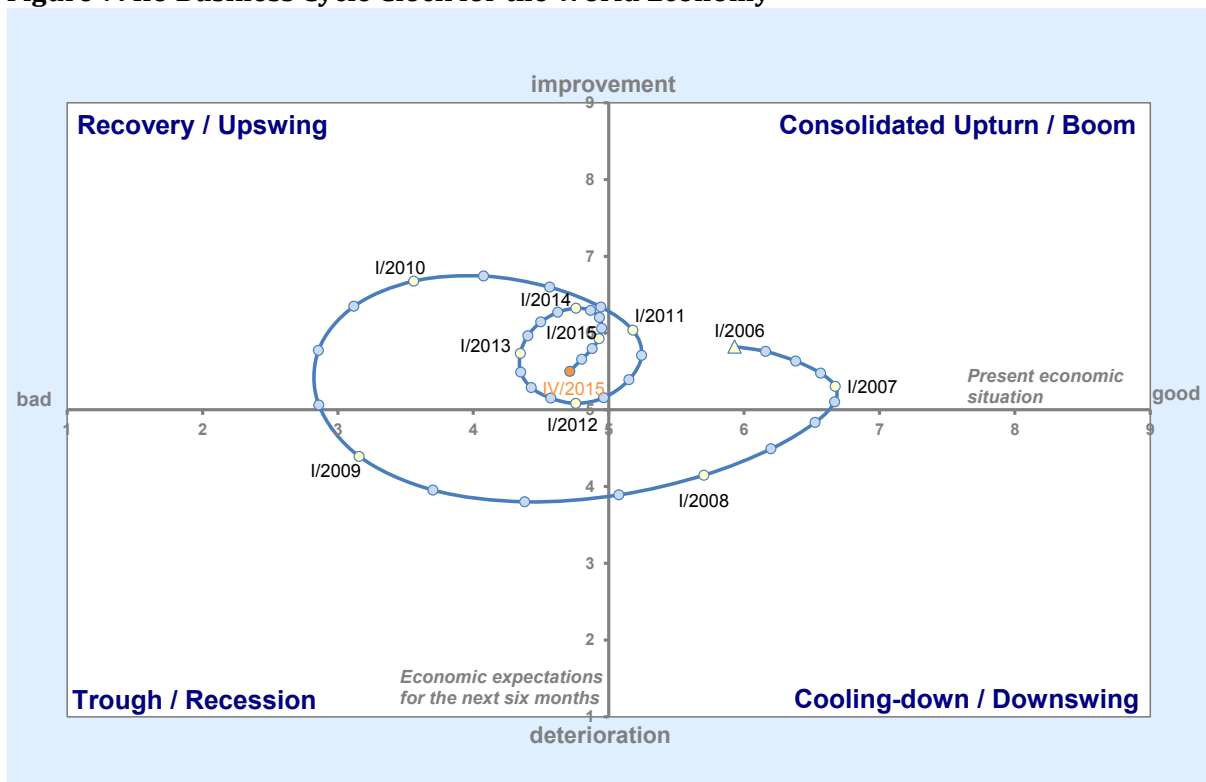 improvement
9
Recovery / Upswing
Consolidated Upturn / Boom
8
7
I/2010
I/2014
I/2011
I/2006
I/2015
I/2013
I/2007
IV/2015
Present economic
situation
bad
good
1 2 3 4 5 6 7 8 9
I/2012
I/2009
4
I/2008
3
2
Economic expectations
for the next six months
Trough / Recession
Cooling-down / Downswing
1
deterioration